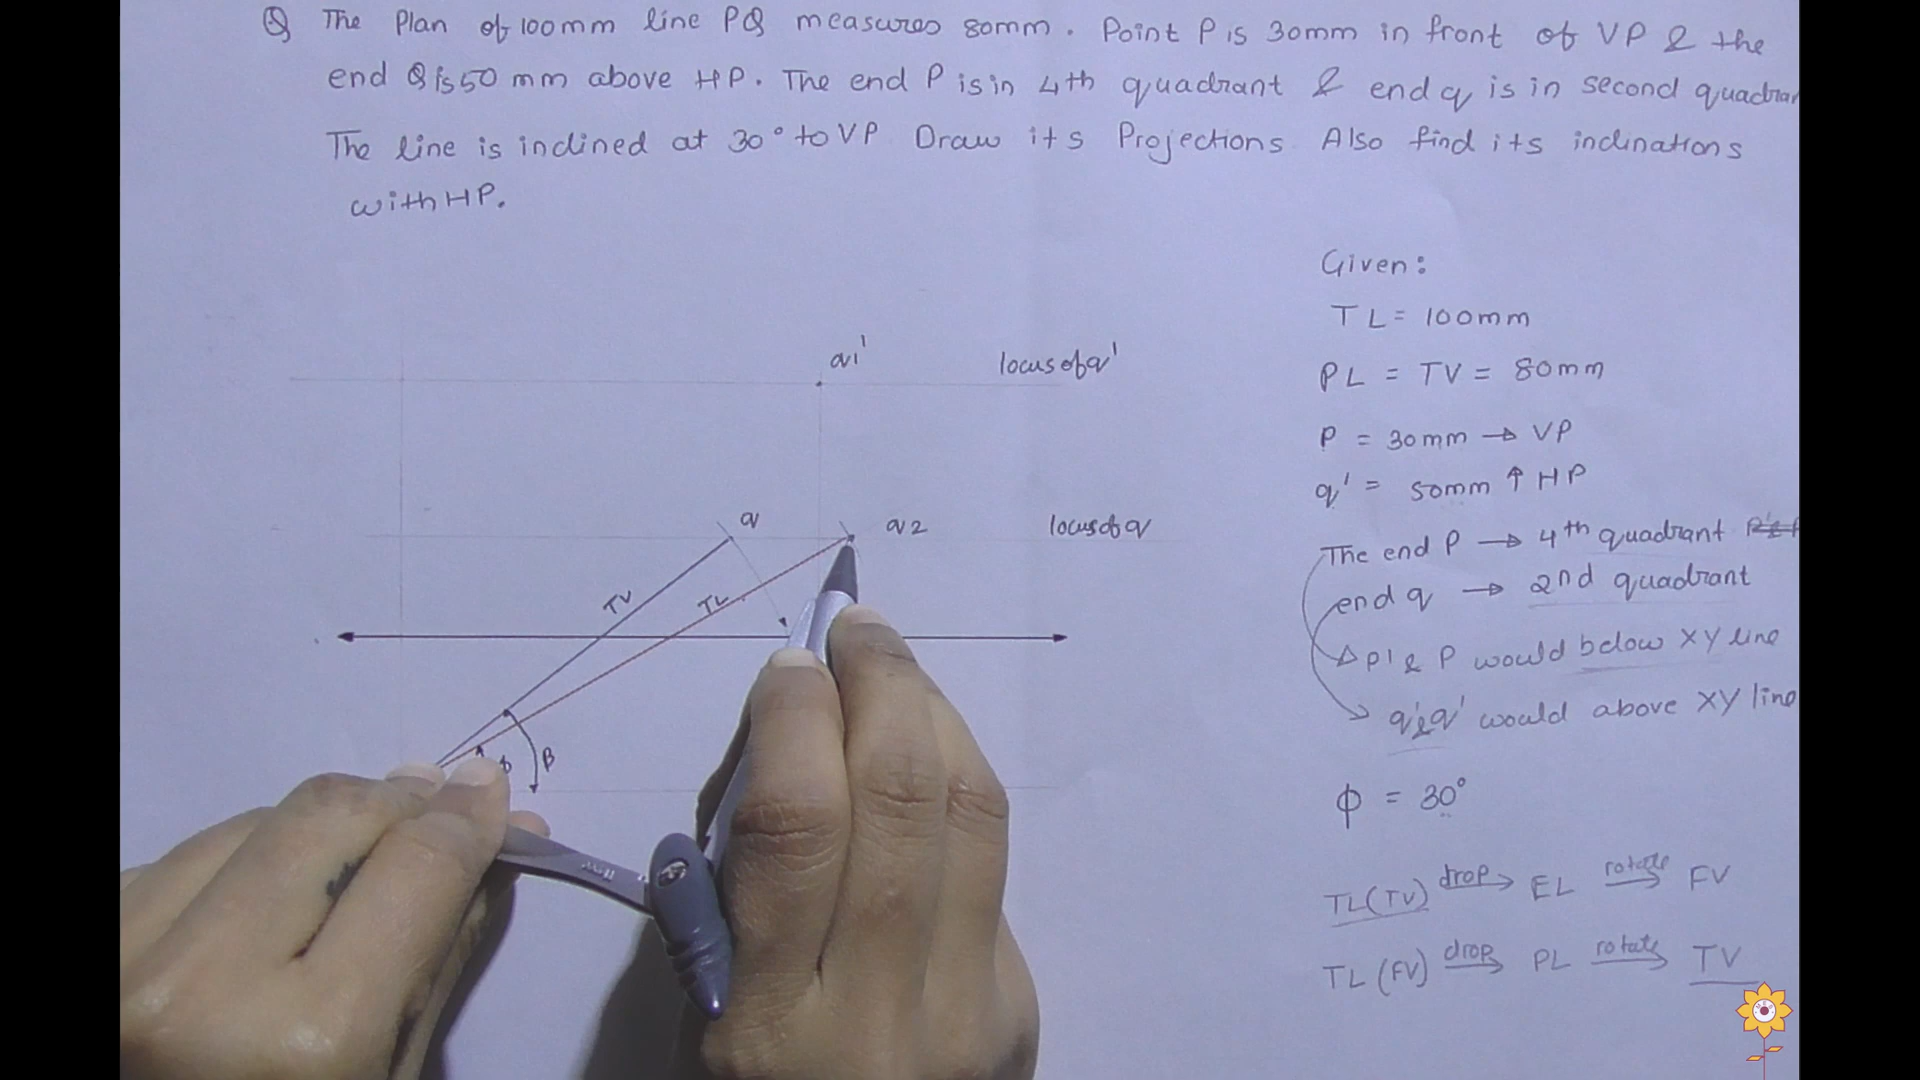 Q The Plan of 100mm line PQ measures 80mm. Point P is 30mm in front of VP & the
end Q is 50 mm above HP. The end P is in 4th quadrant & end q is in second quadran
The line is inclined at 30° to VP Draw its Projections Also find its inclinations
with HP.
Given:
TL = 100mm
PL = TV = 80mm
P = 30mm → VP
q' = 50mm ↑ HP
The end P → 4th quadrant
end q → 2nd quadrant
P' & P would below XY line
q' & q' would above XY line
φ = 30°
TL(TV) drop→ EL rotate→ FV
TL (FV) drop→ PL rotate→ TV
q1' locus of q'
q q2 locus of q
TV TL
β